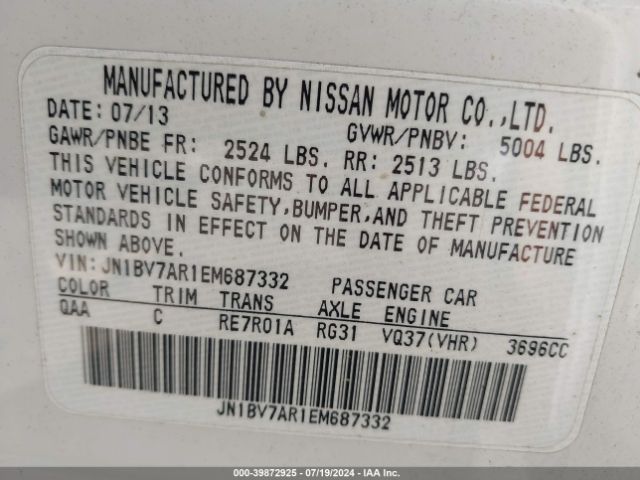 MANUFACTURED BY NISSAN MOTOR CO.,LTD.
DATE: 07/13 GVWR/PNBV: 5004 LBS.
GAWR/PNBE FR: 2524 LBS. RR: 2513 LBS.
THIS VEHICLE CONFORMS TO ALL APPLICABLE FEDERAL
MOTOR VEHICLE SAFETY,BUMPER,AND THEFT PREVENTION
STANDARDS IN EFFECT ON THE DATE OF MANUFACTURE
SHOWN ABOVE.
VIN:JN1BV7AR1EM687332 PASSENGER CAR
COLOR TRIM TRANS AXLE ENGINE
QAA C RE7R01A RG31 VQ37(VHR) 3696CC
JN1BV7AR1EM687332
000-39872925 - 07/19/2024 - IAA Inc.